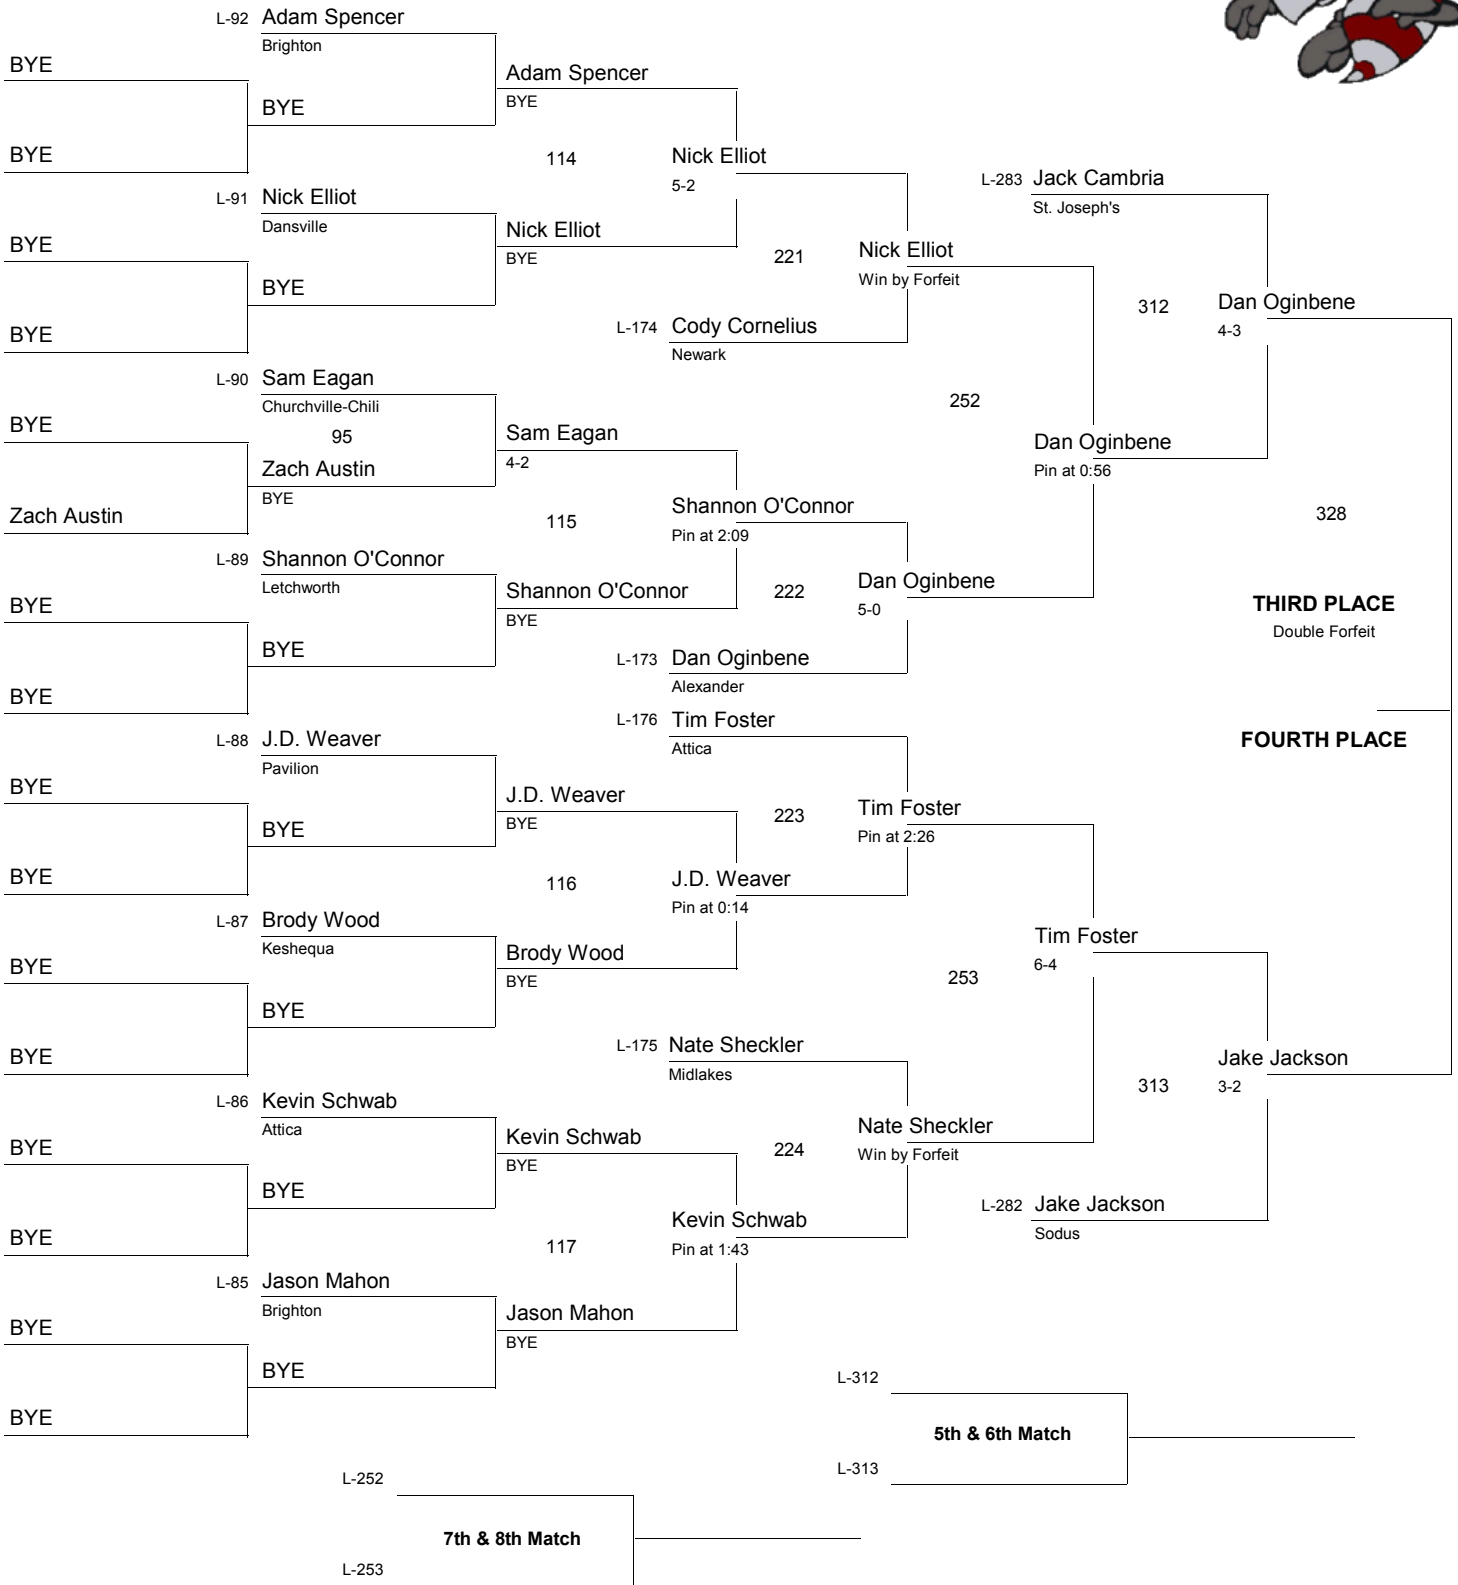 L-92 Adam Spencer
Brighton
BYE
Adam Spencer
BYE
BYE
BYE
114
Nick Elliot
5-2
L-283 Jack Cambria
St. Joseph's
L-91 Nick Elliot
Dansville
Nick Elliot
BYE
BYE
221
Nick Elliot
Win by Forfeit
BYE
312
Dan Oginbene
4-3
BYE
L-174 Cody Cornelius
Newark
L-90 Sam Eagan
Churchville-Chili
252
BYE
95
Sam Eagan
4-2
Dan Oginbene
Pin at 0:56
Zach Austin
BYE
Zach Austin
115
Shannon O'Connor
Pin at 2:09
328
L-89 Shannon O'Connor
Letchworth
Shannon O'Connor
BYE
222
Dan Oginbene
5-0
BYE
THIRD PLACE
Double Forfeit
BYE
L-173 Dan Oginbene
Alexander
BYE
L-176 Tim Foster
Attica
L-88 J.D. Weaver
Pavilion
FOURTH PLACE
BYE
J.D. Weaver
BYE
223
Tim Foster
Pin at 2:26
BYE
BYE
116
J.D. Weaver
Pin at 0:14
L-87 Brody Wood
Keshequa
Brody Wood
BYE
Tim Foster
6-4
BYE
253
BYE
BYE
L-175 Nate Sheckler
Midlakes
Jake Jackson
3-2
313
L-86 Kevin Schwab
Attica
Kevin Schwab
BYE
224
Nate Sheckler
Win by Forfeit
BYE
BYE
L-282 Jake Jackson
Sodus
BYE
117
Kevin Schwab
Pin at 1:43
L-85 Jason Mahon
Brighton
Jason Mahon
BYE
BYE
BYE
L-312
BYE
5th & 6th Match
L-313
L-252
7th & 8th Match
L-253